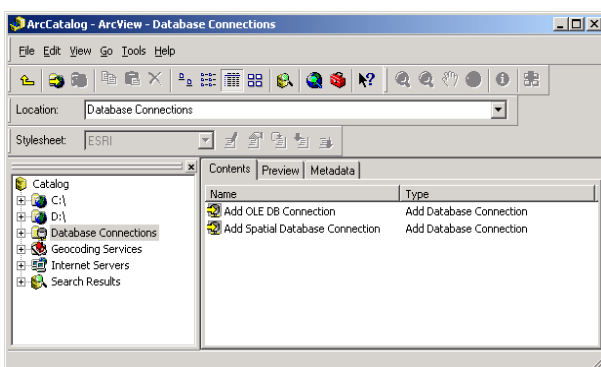 ArcCatalog - ArcView - Database Connections
File Edit View Go Tools Help
Location: Database Connections
Stylesheet: ESRI
Contents Preview Metadata
Catalog
C:\
D:\
Database Connections
Geocoding Services
Internet Servers
Search Results
Name Type
Add OLE DB Connection Add Database Connection
Add Spatial Database Connection Add Database Connection